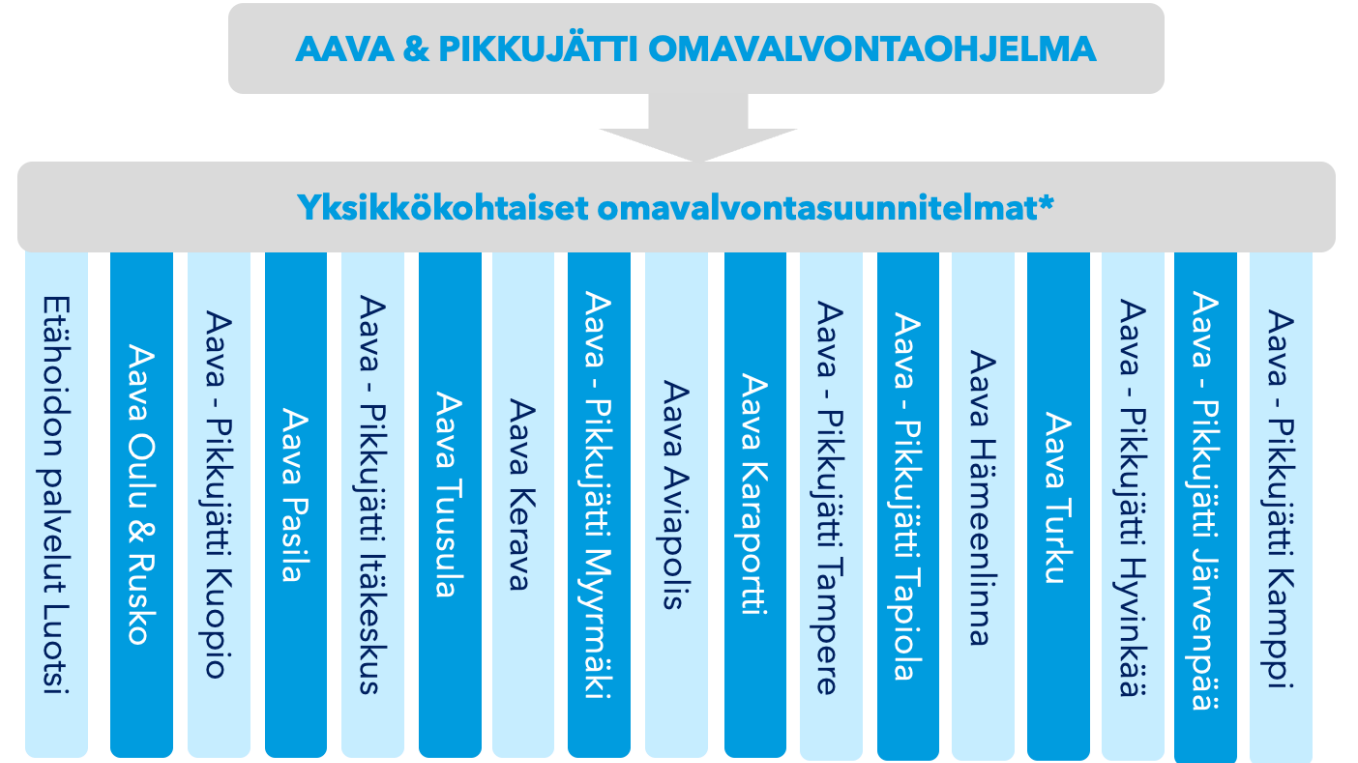 AAVA & PIKKUJÄTTI OMAVALVONTAOHJELMA
Yksikkökohtaiset omavalvontasuunnitelmat*
Etähoidon palvelut Luotsi
Aava Oulu & Rusko
Aava - Pikkujätti Kuopio
Aava Pasila
Aava - Pikkujätti Itäkeskus
Aava Tuusula
Aava Kerava
Aava - Pikkujätti Myyrmäki
Aava Aviapolis
Aava Karaportti
Aava - Pikkujätti Tampere
Aava - Pikkujätti Tapiola
Aava Hämeenlinna
Aava Turku
Aava - Pikkujätti Hyvinkää
Aava - Pikkujätti Järvenpää
Aava - Pikkujätti Kamppi